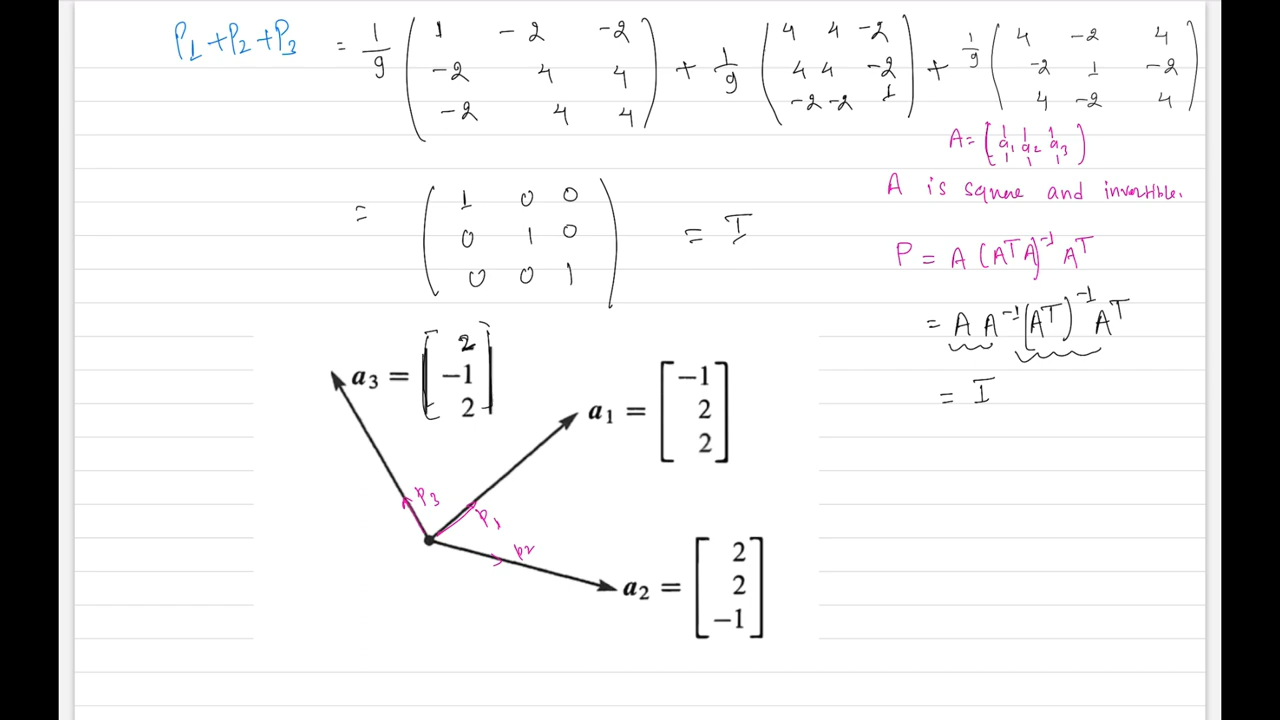 P₁ + P₂ + P₃ = 1/9 ( 1 -2 -2 ; -2 4 4 ; -2 4 4 ) + 1/9 ( 4 4 -2 ; 4 4 -2 ; -2 -2 1 ) + 1/9 ( 4 -2 4 ; -2 1 -2 ; 4 -2 4 )
A = [ a₁ a₂ a₃ ]
A is square and invertible.
= ( 1 0 0 ; 0 1 0 ; 0 0 1 ) = I
P = A (AᵀA)⁻¹ Aᵀ
= A A⁻¹ (Aᵀ)⁻¹ Aᵀ
= I
a₃ = [ 2 ; -1 ; 2 ]
a₁ = [ -1 ; 2 ; 2 ]
P₃
P₁
P2
a₂ = [ 2 ; 2 ; -1 ]